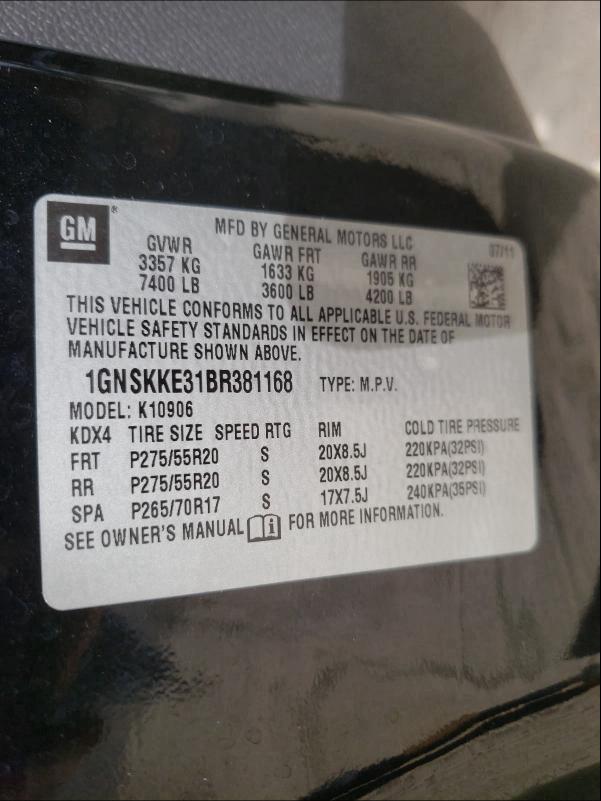 GM®
MFD BY GENERAL MOTORS LLC
07/11
GVWR GAWR FRT GAWR RR
3357 KG 1633 KG 1905 KG
7400 LB 3600 LB 4200 LB
THIS VEHICLE CONFORMS TO ALL APPLICABLE U.S. FEDERAL MOTOR
VEHICLE SAFETY STANDARDS IN EFFECT ON THE DATE OF
MANUFACTURE SHOWN ABOVE.
1GNSKKE31BR381168 TYPE: M.P.V.
MODEL: K10906
KDX4 TIRE SIZE SPEED RTG RIM COLD TIRE PRESSURE
FRT P275/55R20 S 20X8.5J 220KPA(32PSI)
RR P275/55R20 S 20X8.5J 220KPA(32PSI)
SPA P265/70R17 S 17X7.5J 240KPA(35PSI)
SEE OWNER'S MANUAL i FOR MORE INFORMATION.